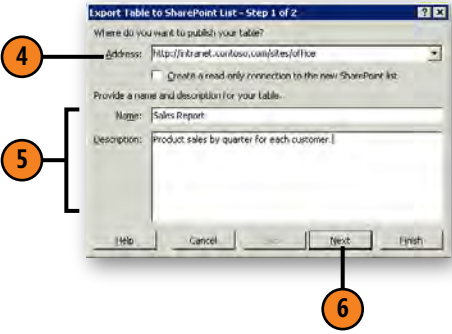 Export Table to SharePoint List - Step 1 of 2
Where do you want to publish your table?
4
Address: http://intranet.contoso.com/sites/office
Create a read-only connection to the new SharePoint list
Provide a name and description for your table.
Name: Sales Report
5
Description: Product sales by quarter for each customer.
Help Cancel Next Finish
6